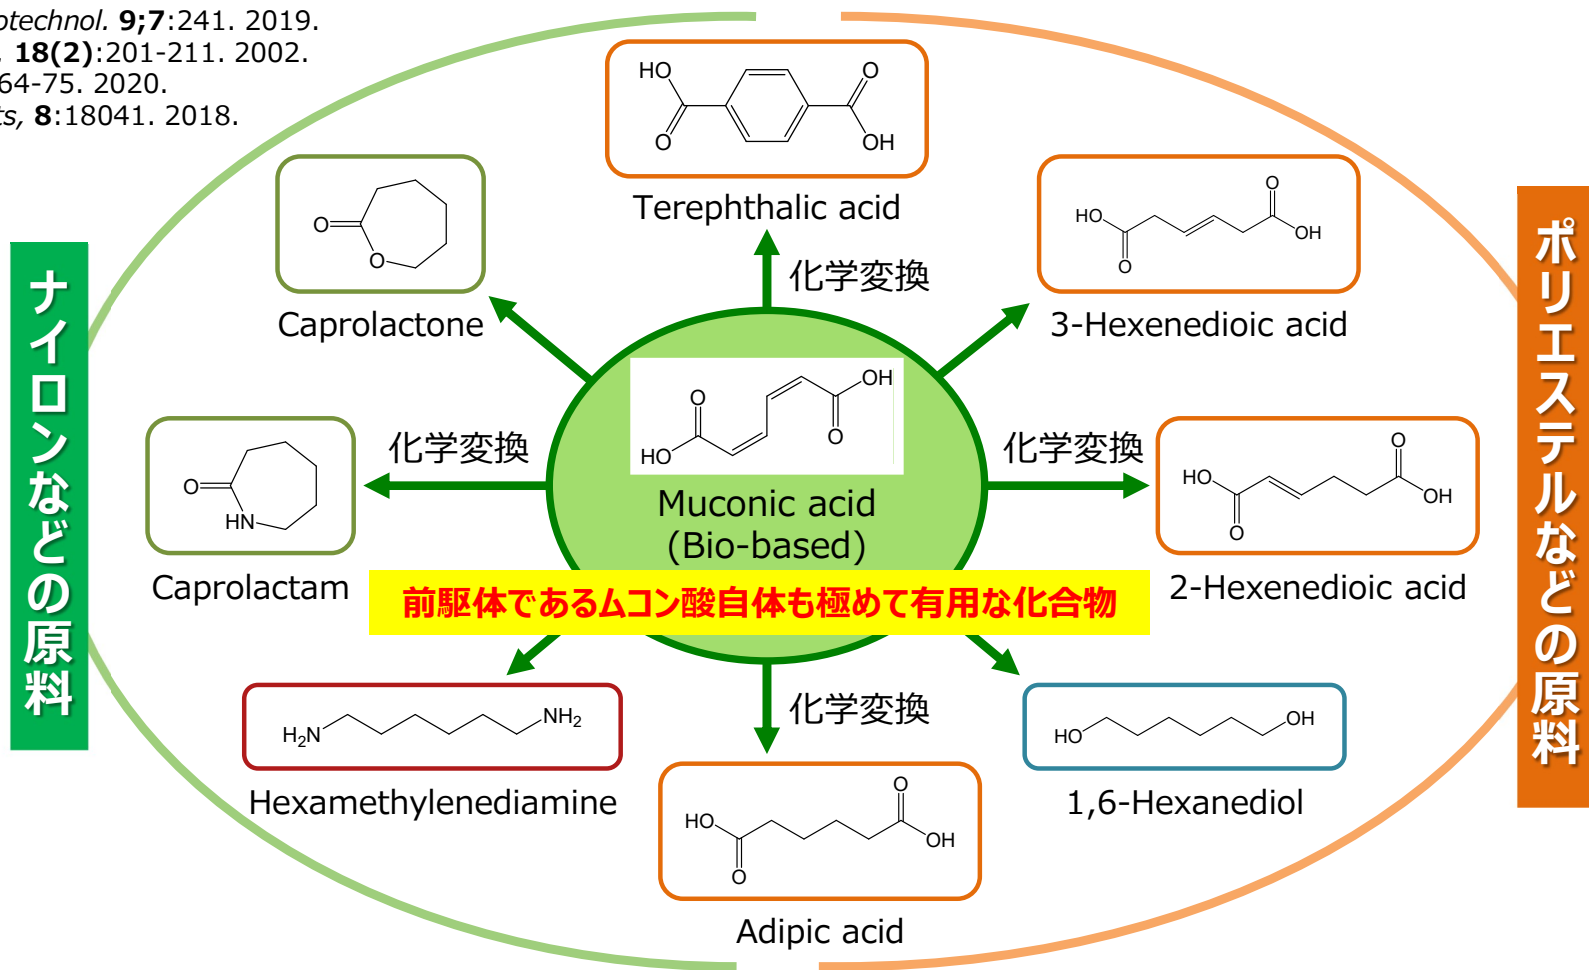 otechnol. 9;7:241. 2019.
. 18(2):201-211. 2002.
64-75. 2020.
ts, 8:18041. 2018.
HO
O
O
OH
Terephthalic acid
O
O
Caprolactone
化学変換
HO
O
O
OH
3-Hexenedioic acid
ナイロンなどの原料
ポリエステルなどの原料
O
HO
O
OH
Muconic acid
(Bio-based)
化学変換
O
HN
Caprolactam
化学変換
HO
O
O
OH
2-Hexenedioic acid
前駆体であるムコン酸自体も極めて有用な化合物
H2N
NH2
Hexamethylenediamine
化学変換
HO
OH
1,6-Hexanediol
HO
O
O
OH
Adipic acid